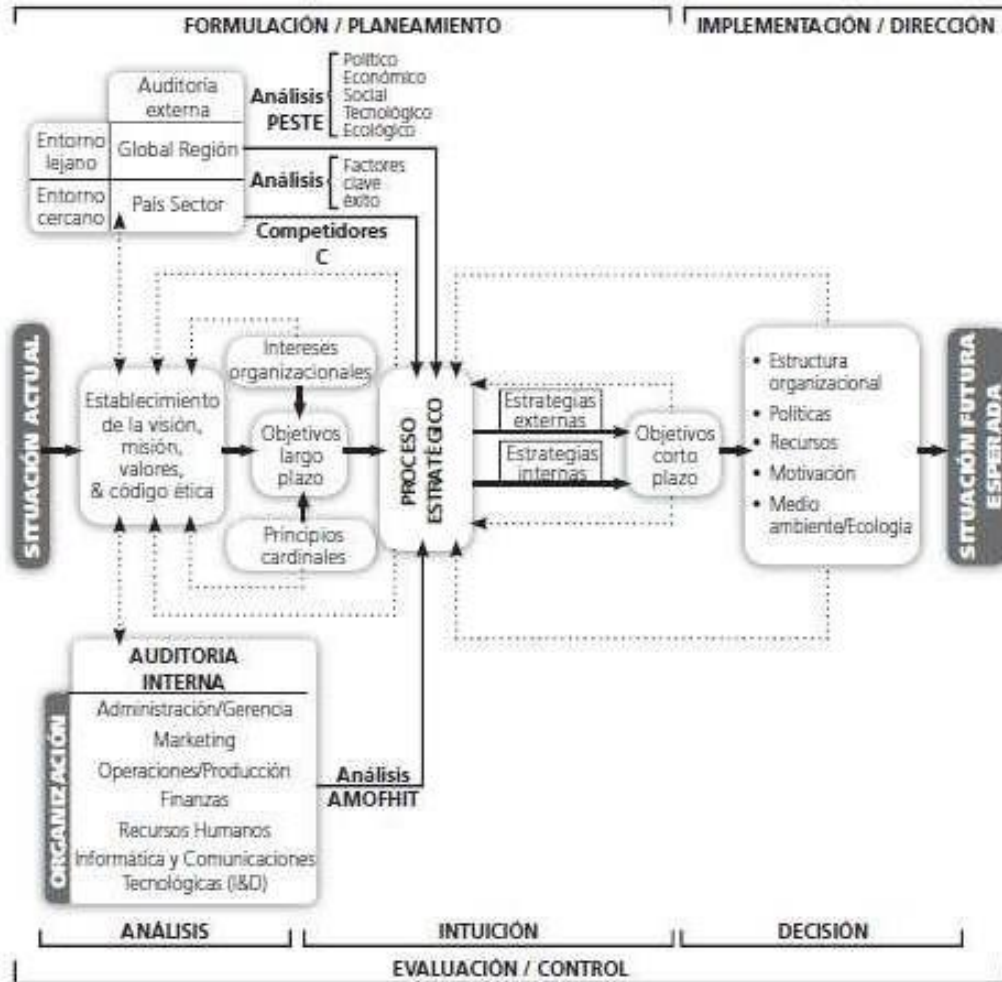 FORMULACIÓN / PLANEAMIENTO
IMPLEMENTACIÓN / DIRECCIÓN
Auditoría
externa
Entorno
lejano
Global Región
Entorno
cercano
País Sector
Análisis
PESTE
Político
Económico
Social
Tecnológico
Ecológico
Análisis
Factores
clave
éxito
Competidores
C
SITUACIÓN ACTUAL
Establecimiento
de la visión,
misión,
valores,
& código ética
Intereses
organizacionales
Objetivos
largo
plazo
Principios
cardinales
PROCESO
ESTRATÉGICO
Estrategias
externas
Estrategias
internas
Objetivos
corto
plazo
• Estructura
organizacional
• Políticas
• Recursos
• Motivación
• Medio
ambiente/Ecología
SITUACIÓN FUTURA
ESPERADA
ORGANIZACIÓN
AUDITORIA
INTERNA
Administración/Gerencia
Marketing
Operaciones/Producción
Finanzas
Recursos Humanos
Informática y Comunicaciones
Tecnológicas (I&D)
Análisis
AMOFHIT
ANÁLISIS
INTUICIÓN
DECISIÓN
EVALUACIÓN / CONTROL